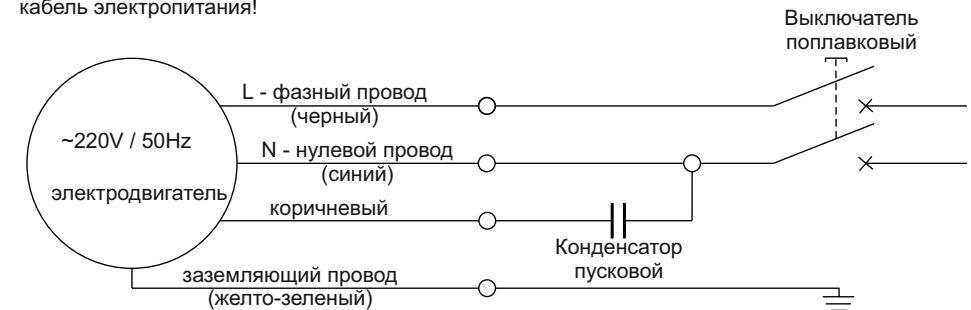 кабель электропитания!
Выключатель
поплавковый
L - фазный провод
(черный)
~220V / 50Hz
N - нулевой провод
(синий)
электродвигатель
коричневый
Конденсатор
пусковой
заземляющий провод
(желто-зеленый)